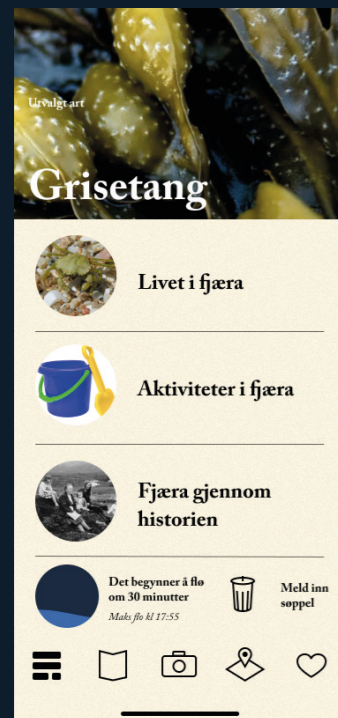 Utvalgt art
Grisetang
Livet i fjæra
Aktiviteter i fjæra
Fjæra gjennom
historien
Det begynner å flø
om 30 minutter
Maks flo kl 17:55
Meld inn
søppel